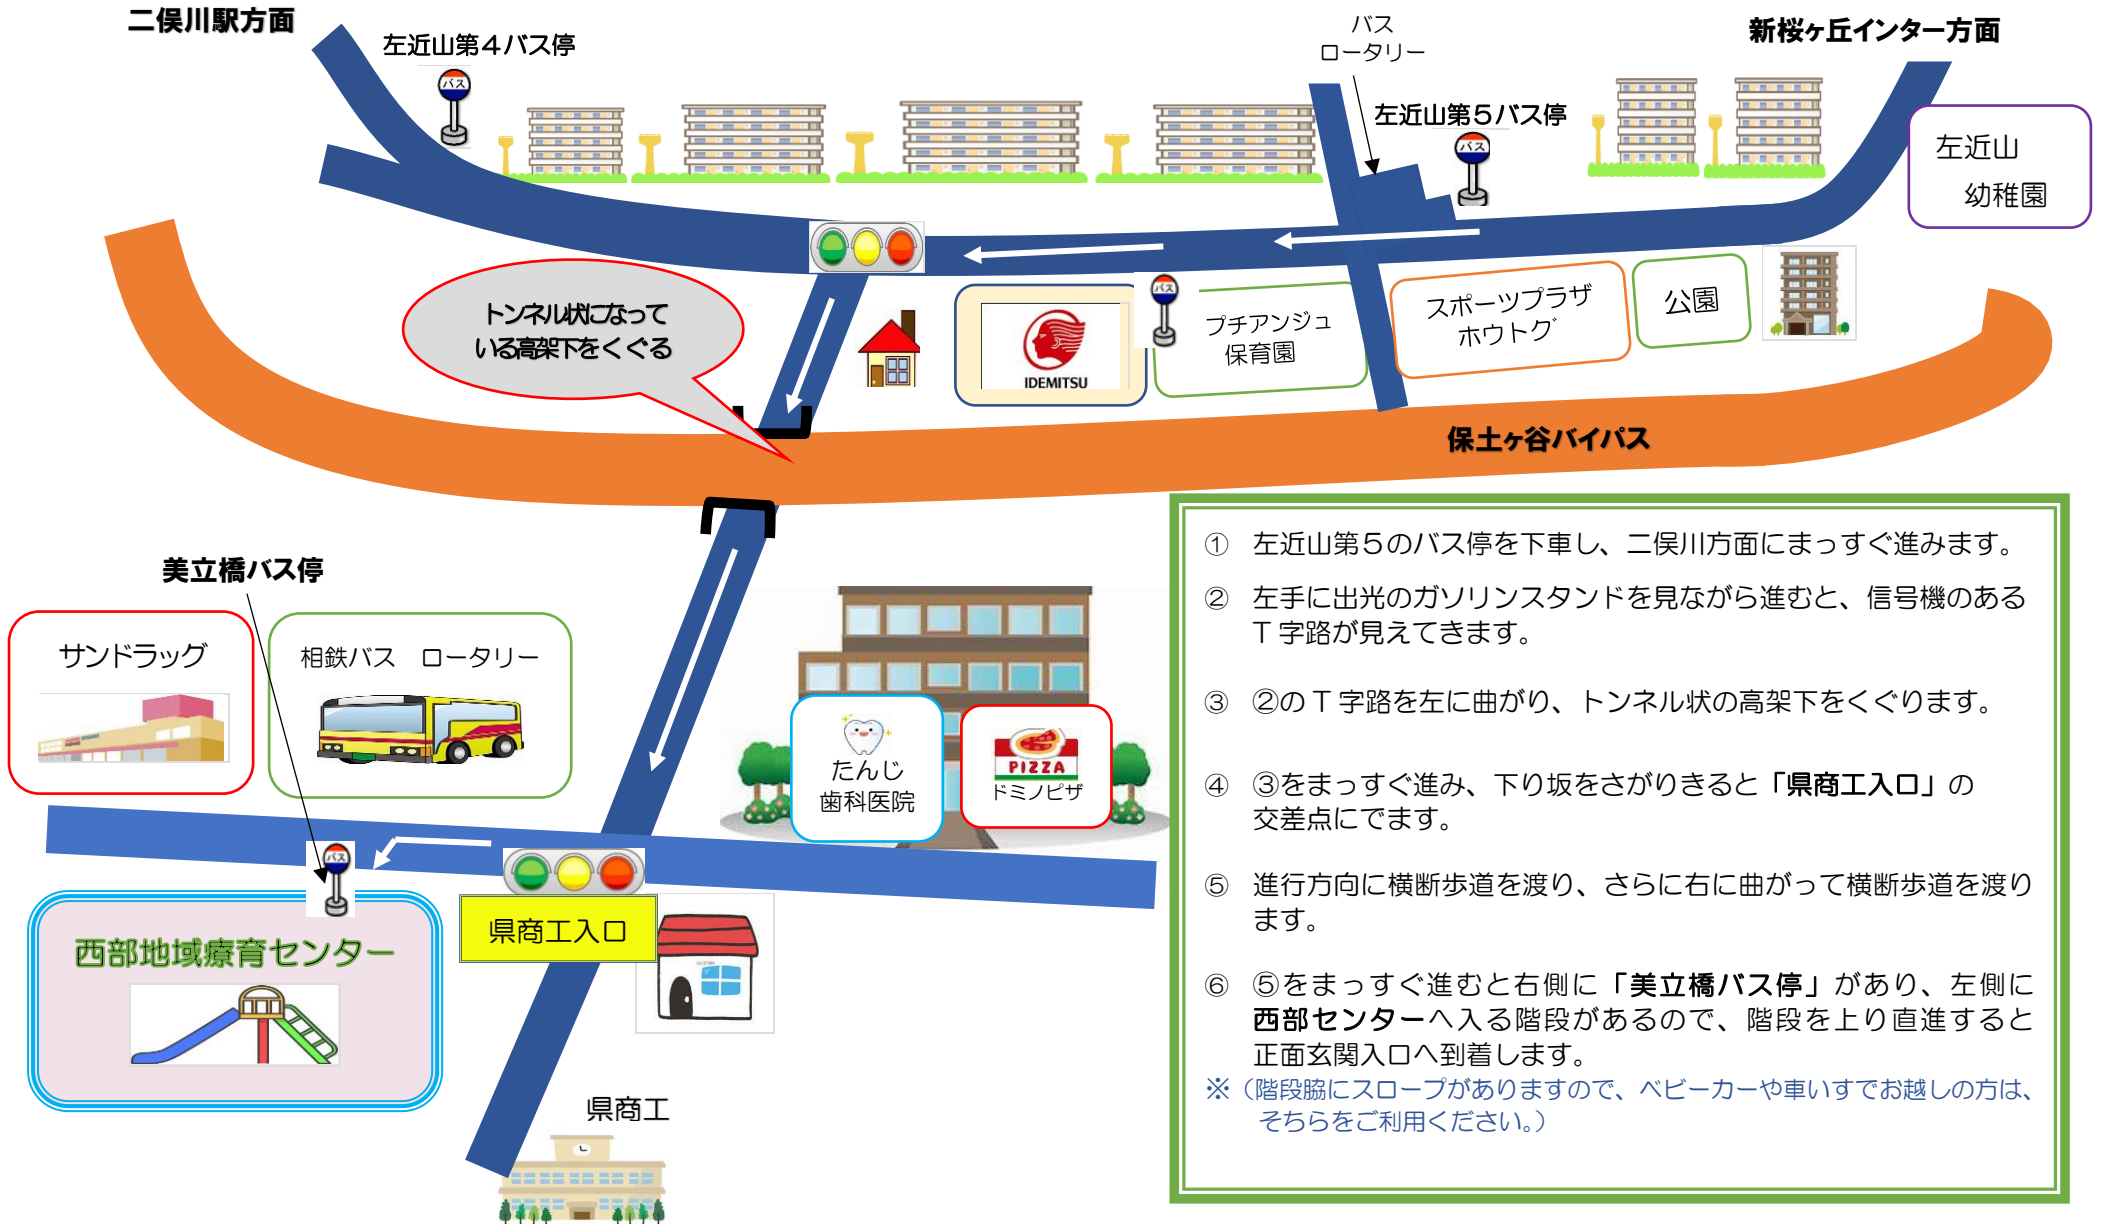 二俣川駅方面
左近山第4バス停
バス
ロータリー
新桜ヶ丘インター方面
バス
左近山第5バス停
バス
左近山
幼稚園
トンネル状になって
いる高架下をくぐる
IDEMITSU
バス
プチアンジュ
保育園
スポーツプラザ
ホウトグ
公園
保土ヶ谷バイパス
美立橋バス停
サンドラッグ
相鉄バス　ロータリー
たんじ
歯科医院
PIZZA
ドミノピザ
バス
県商工入口
西部地域療育センター
県商工
① 左近山第5のバス停を下車し、二俣川方面にまっすぐ進みます。
② 左手に出光のガソリンスタンドを見ながら進むと、信号機のある
T字路が見えてきます。
③ ②のT字路を左に曲がり、トンネル状の高架下をくぐります。
④ ③をまっすぐ進み、下り坂をさがりきると「県商工入口」の
交差点にでます。
⑤ 進行方向に横断歩道を渡り、さらに右に曲がって横断歩道を渡り
ます。
⑥ ⑤をまっすぐ進むと右側に「美立橋バス停」があり、左側に
西部センターへ入る階段があるので、階段を上り直進すると
正面玄関入口へ到着します。
※（階段脇にスロープがありますので、ベビーカーや車いすでお越しの方は、
そちらをご利用ください。）